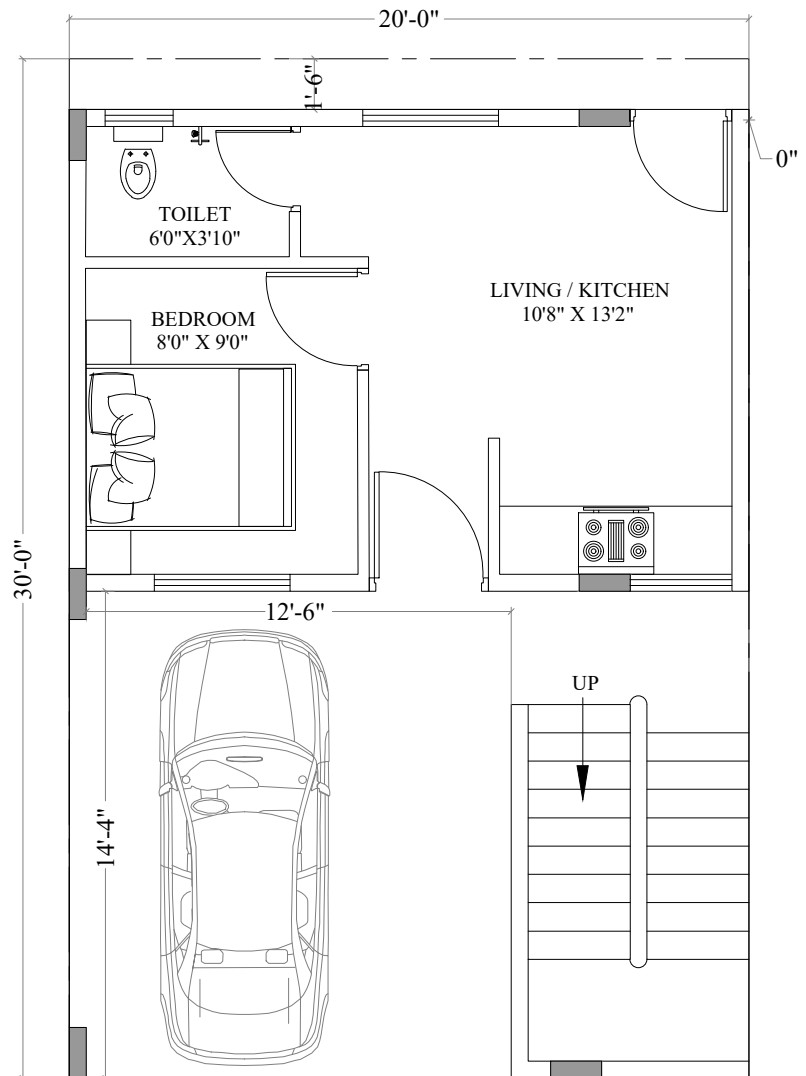 20'-0"
1'-6"
0"
TOILET
6'0"X3'10"
LIVING / KITCHEN
10'8" X 13'2"
BEDROOM
8'0" X 9'0"
30'-0"
12'-6"
UP
14'-4"